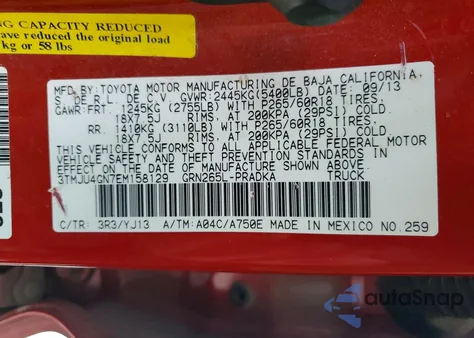 NG CAPACITY REDUCED
ave reduced the original load
kg or 58 lbs
MFD.BY: TOYOTA MOTOR MANUFACTURING DE BAJA CALIFORNIA,
S. DE R.L. DE C.V GVWR: 2445KG(5400LB) DATE: 09/13
GAWR: FRT. 1245KG (2755LB) WITH P265/60R18 TIRES,
18X7.5J RIMS, AT 200KPA (29PSI) COLD.
RR. 1410KG (3110LB) WITH P265/60R18 TIRES,
18X7.5J RIMS, AT 200KPA (29PSI) COLD.
THIS VEHICLE CONFORMS TO ALL APPLICABLE FEDERAL MOTOR
VEHICLE SAFETY AND THEFT PREVENTION STANDARDS IN
EFFECT ON THE DATE OF MANUFACTURE SHOWN ABOVE.
3TMJU4GN7EM158129 GRN265L-PRADKA TRUCK
C/TR: 3R3/YJ13 A/TM:A04C/A750E MADE IN MEXICO NO.259
autoSnap